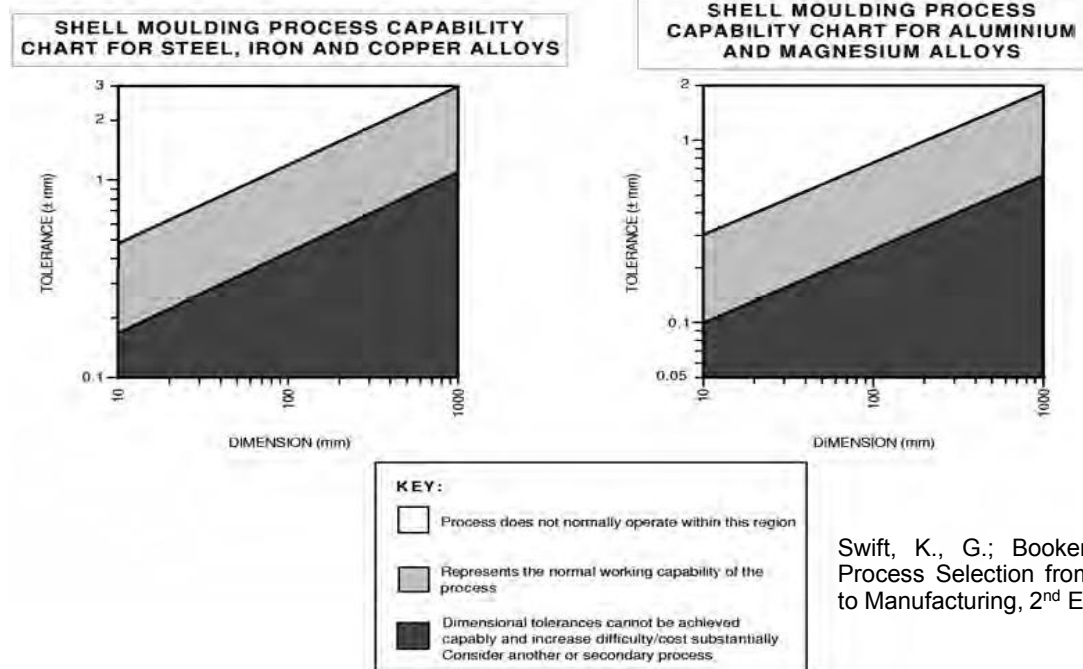 SHELL MOULDING PROCESS CAPABILITY
CHART FOR STEEL, IRON AND COPPER ALLOYS
3
2
1
0.1
TOLERANCE (± mm)
10
100
1000
DIMENSION (mm)
SHELL MOULDING PROCESS
CAPABILITY CHART FOR ALUMINIUM
AND MAGNESIUM ALLOYS
2
1
0.1
0.05
TOLERANCE (± mm)
10
100
1000
DIMENSION (mm)
KEY:
Process does not normally operate within this region
Represents the normal working capability of the
process
Dimensional tolerances cannot be achieved
capably and increase difficulty/cost substantially
Consider another or secondary process
Swift, K., G.; Booker
Process Selection from
to Manufacturing, 2nd E